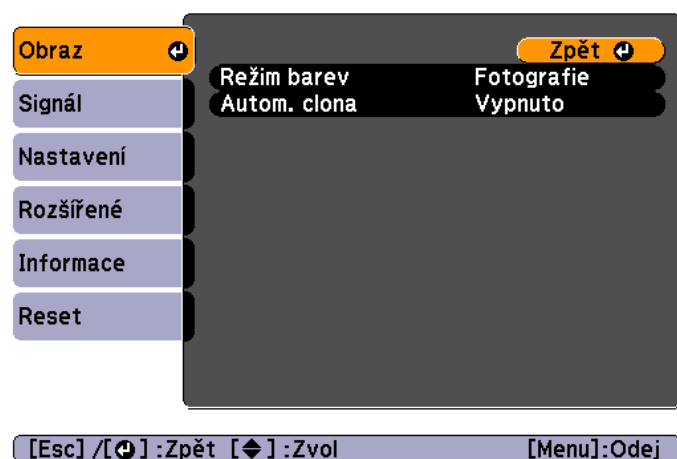 Obraz
Signál
Nastavení
Rozšířené
Informace
Reset
Zpět
Režim barev Fotografie
Autom. clona Vypnuto
[Esc] /[ ] :Zpět [ ] :Zvol [Menu]:Odej